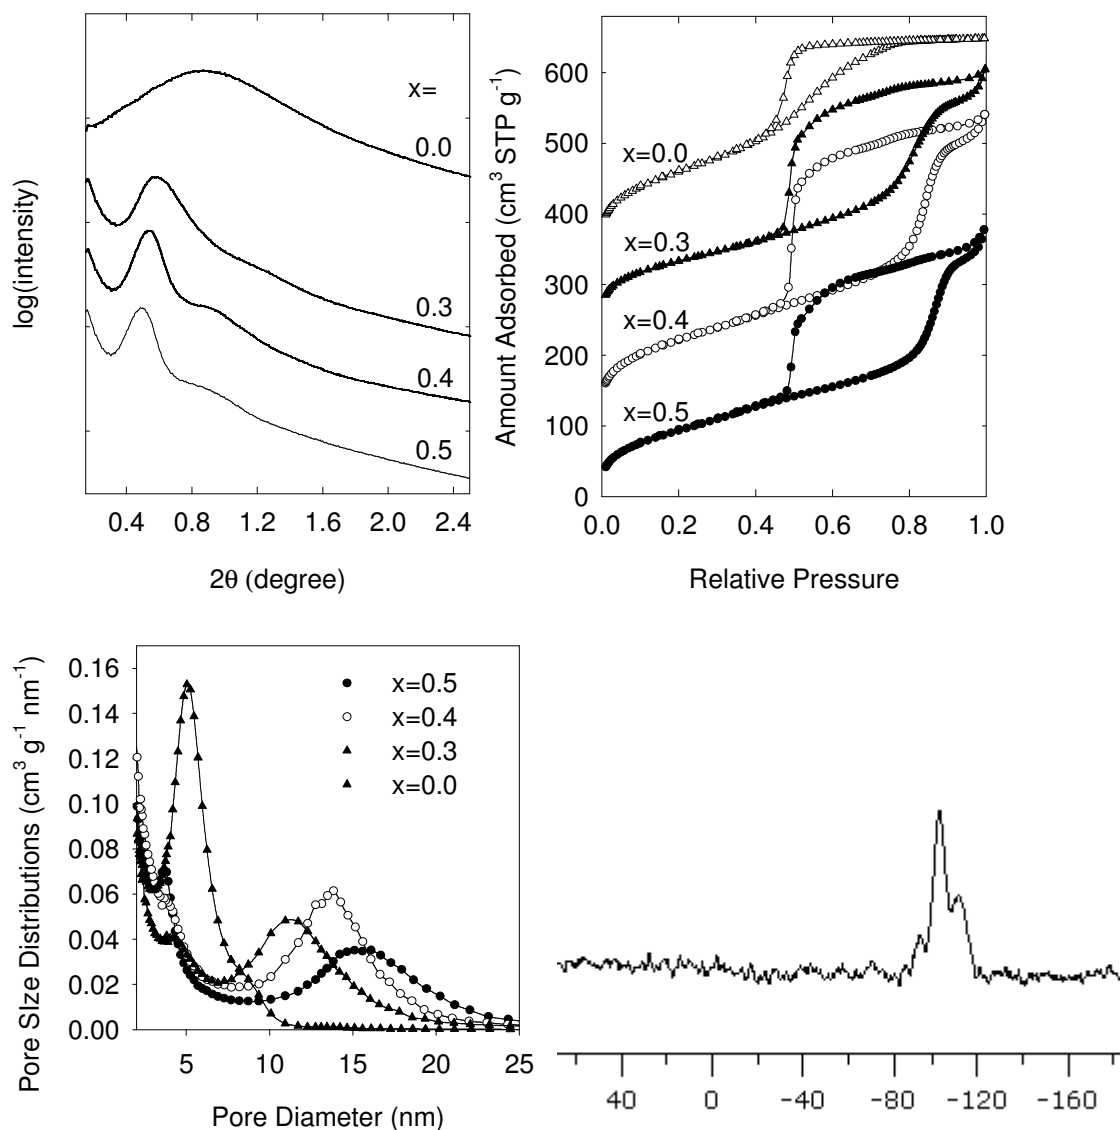 x=
0.0
0.3
0.4
0.5
log(intensity)
0.4 0.8 1.2 1.6 2.0 2.4
2θ (degree)
600
500
400
300
200
100
0
Amount Adsorbed (cm³ STP g⁻¹)
x=0.0
x=0.3
x=0.4
x=0.5
0.0 0.2 0.4 0.6 0.8 1.0
Relative Pressure
0.16
0.14
0.12
0.10
0.08
0.06
0.04
0.02
0.00
Pore SIze Distributions (cm³ g⁻¹ nm⁻¹)
x=0.5
x=0.4
x=0.3
x=0.0
5 10 15 20 25
Pore Diameter (nm)
40 0 -40 -80 -120 -160